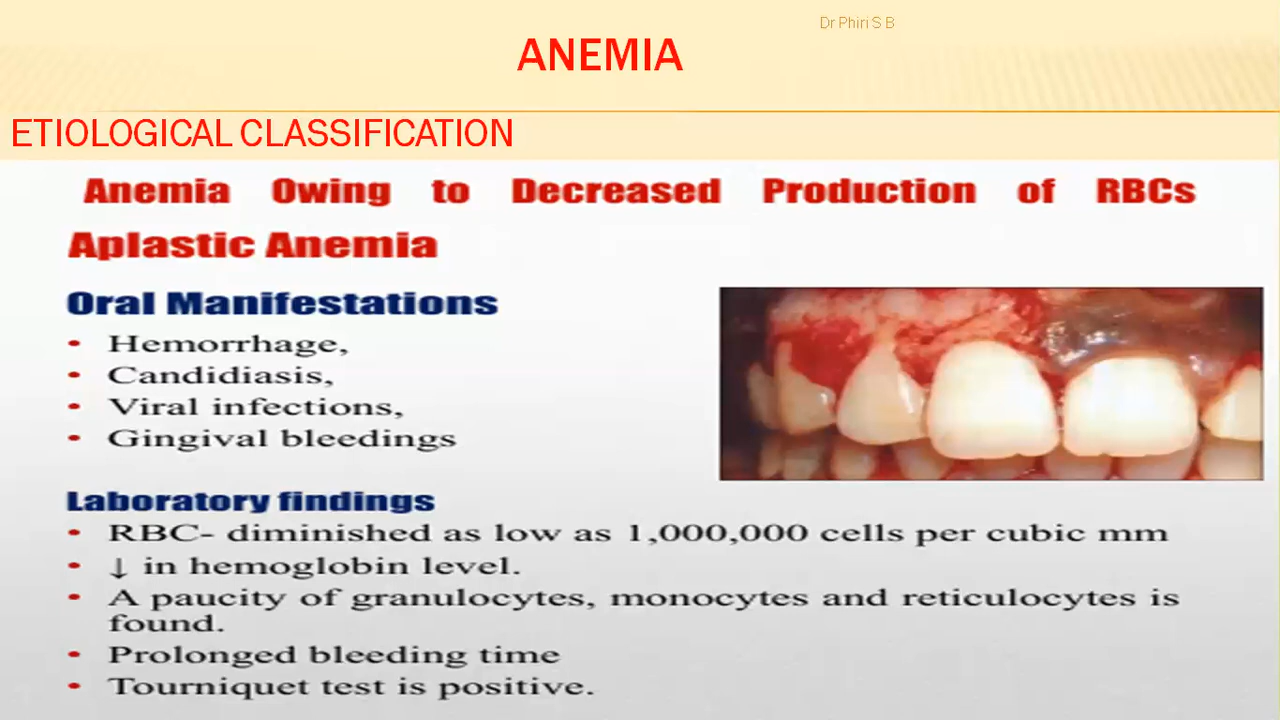 Dr Phiri S B
ANEMIA
ETIOLOGICAL CLASSIFICATION
Anemia Owing to Decreased Production of RBCs
Aplastic Anemia
Oral Manifestations
• Hemorrhage,
• Candidiasis,
• Viral infections,
• Gingival bleedings
Laboratory findings
• RBC- diminished as low as 1,000,000 cells per cubic mm
• ↓ in hemoglobin level.
• A paucity of granulocytes, monocytes and reticulocytes is
found.
• Prolonged bleeding time
• Tourniquet test is positive.